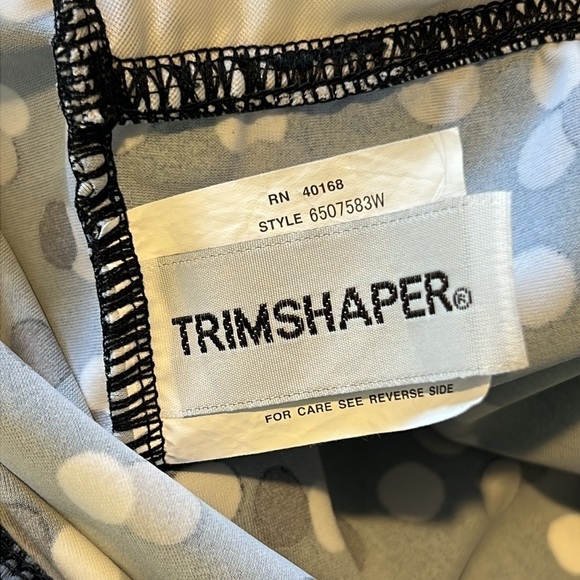 RN 40168
STYLE 6507583W
TRIMSHAPER®
FOR CARE SEE REVERSE SIDE